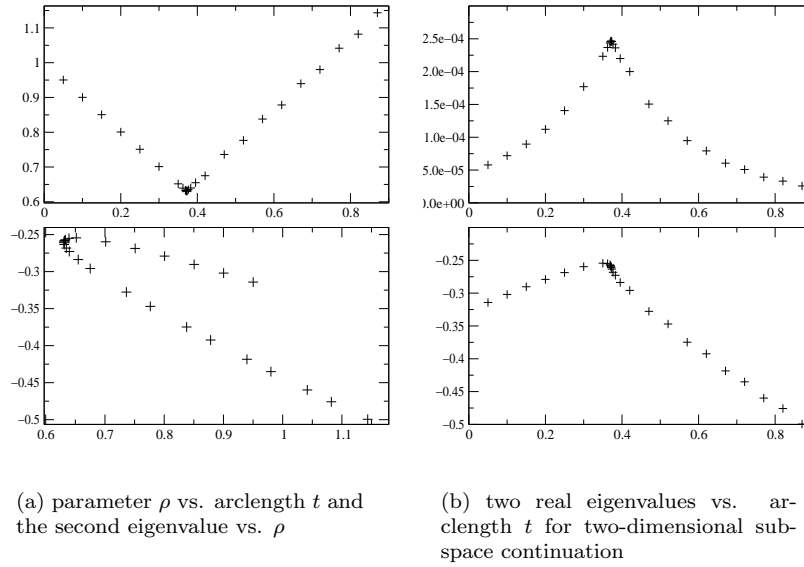 1.1
1
0.9
0.8
0.7
0.6
0 0.2 0.4 0.6 0.8
2.5e−04
2.0e−04
1.5e−04
1.0e−04
5.0e−05
0.0e+00
0 0.2 0.4 0.6 0.8
−0.25
−0.3
−0.35
−0.4
−0.45
−0.5
0.6 0.7 0.8 0.9 1 1.1
−0.25
−0.3
−0.35
−0.4
−0.45
−0.5
0 0.2 0.4 0.6 0.8
(a) parameter ρ vs. arclength t and
the second eigenvalue vs. ρ
(b) two real eigenvalues vs. ar-
clength t for two-dimensional sub-
space continuation